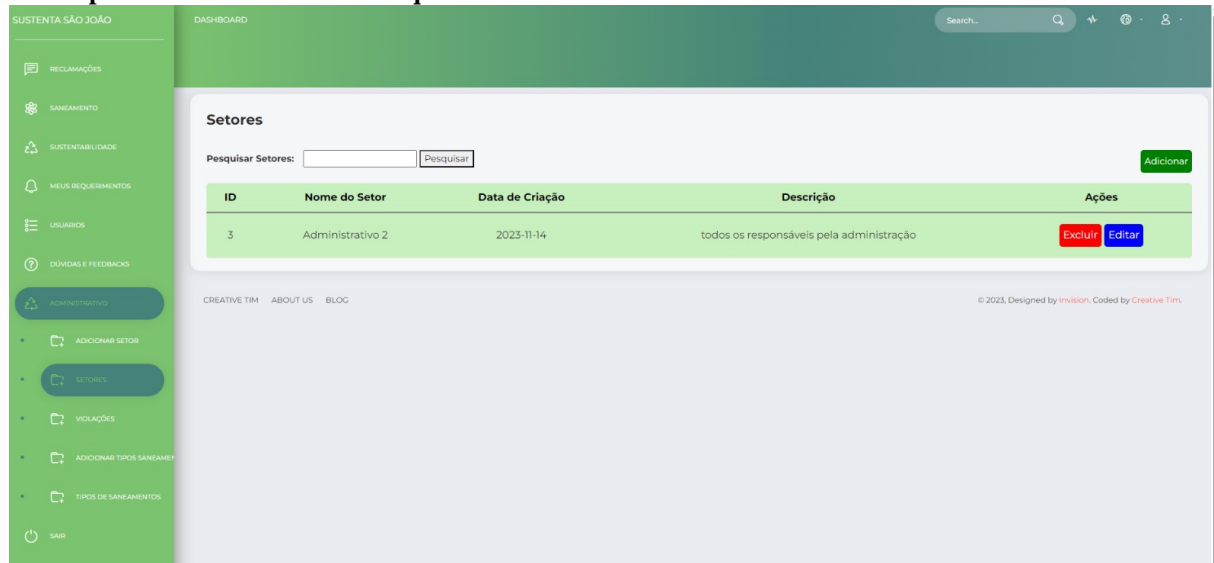 SUSTENTA SÃO JOÃO
DASHBOARD
Search..
RECLAMAÇÕES
SANEAMENTO
SUSTENTABILIDADE
MEUS REQUERIMENTOS
USUARIOS
DÚVIDAS E FEEDBACKS
ADMINISTRATIVO
ADICIONAR SETOR
SETORES
VIOLAÇÕES
ADICIONAR TIPOS SANEAMEN
TIPOS DE SANEAMENTOS
SAIR
Setores
Pesquisar Setores: Pesquisar
Adicionar
ID Nome do Setor Data de Criação Descrição Ações
3 Administrativo 2 2023-11-14 todos os responsáveis pela administração Excluir Editar
CREATIVE TIM ABOUT US BLOG
© 2023, Designed by Invision. Coded by Creative Tim.